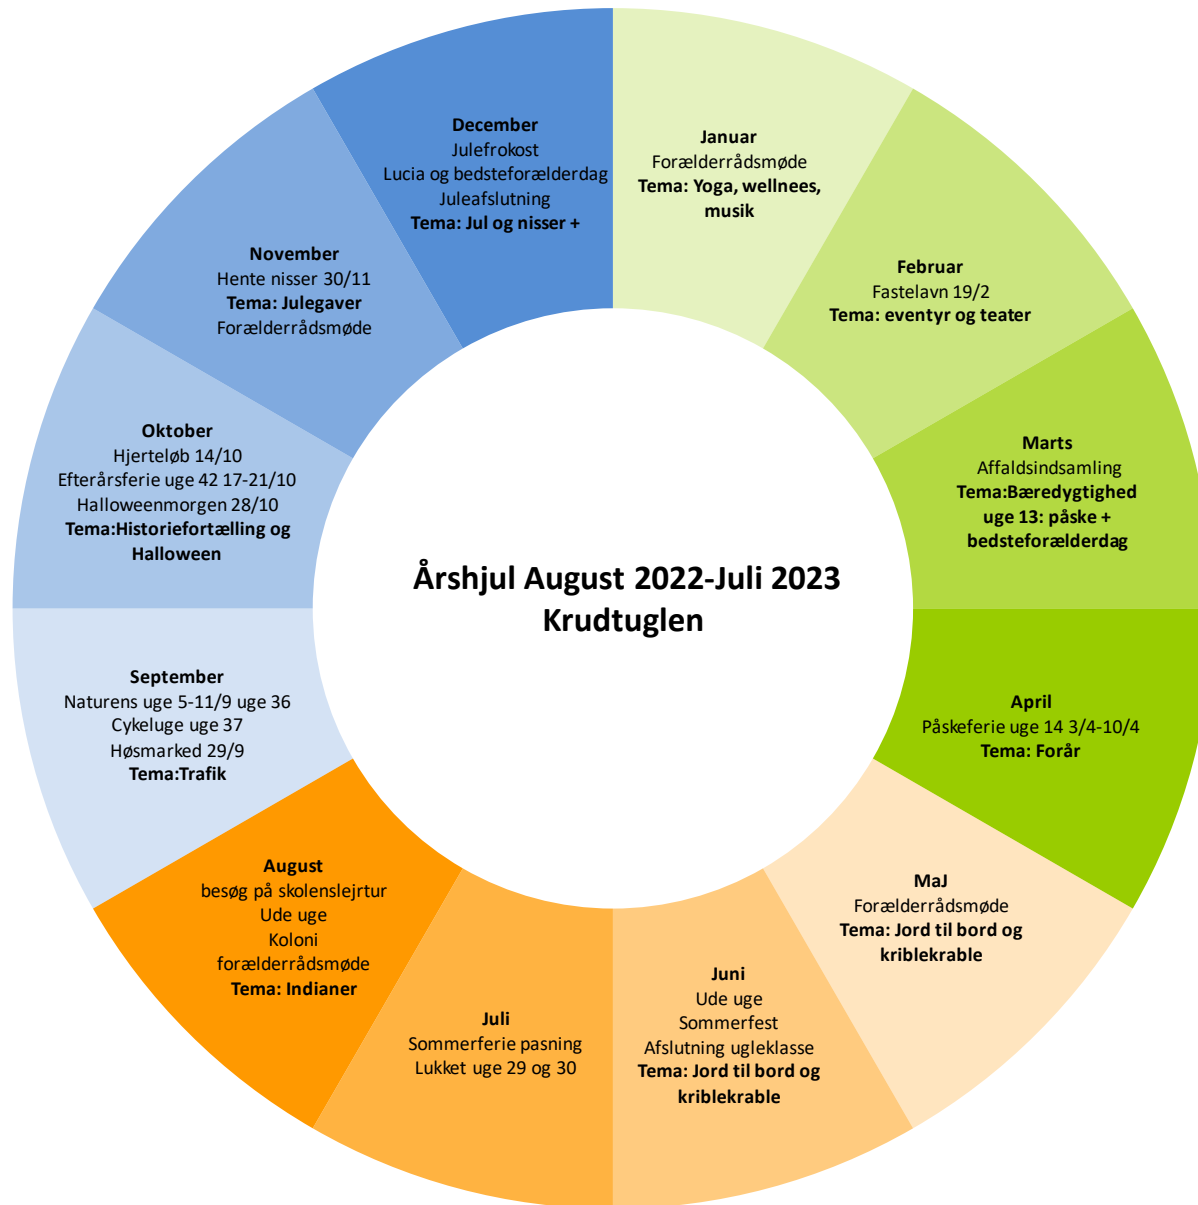 Årshjul August 2022-Juli 2023
Krudtuglen
Januar
Forælderrådsmøde
Tema: Yoga, wellnees,
musik
Februar
Fastelavn 19/2
Tema: eventyr og teater
Marts
Affaldsindsamling
Tema:Bæredygtighed
uge 13: påske +
bedsteforælderdag
April
Påskeferie uge 14 3/4-10/4
Tema: Forår
MaJ
Forælderrådsmøde
Tema: Jord til bord og
kriblekrable
Juni
Ude uge
Sommerfest
Afslutning ugleklasse
Tema: Jord til bord og
kriblekrable
Juli
Sommerferie pasning
Lukket uge 29 og 30
August
besøg på skolenslejrtur
Ude uge
Koloni
forælderrådsmøde
Tema: Indianer
September
Naturens uge 5-11/9 uge 36
Cykeluge uge 37
Høsmarked 29/9
Tema:Trafik
Oktober
Hjerteløb 14/10
Efterårsferie uge 42 17-21/10
Halloweenmorgen 28/10
Tema:Historiefortælling og
Halloween
November
Hente nisser 30/11
Tema: Julegaver
Forælderrådsmøde
December
Julefrokost
Lucia og bedsteforælderdag
Juleafslutning
Tema: Jul og nisser +